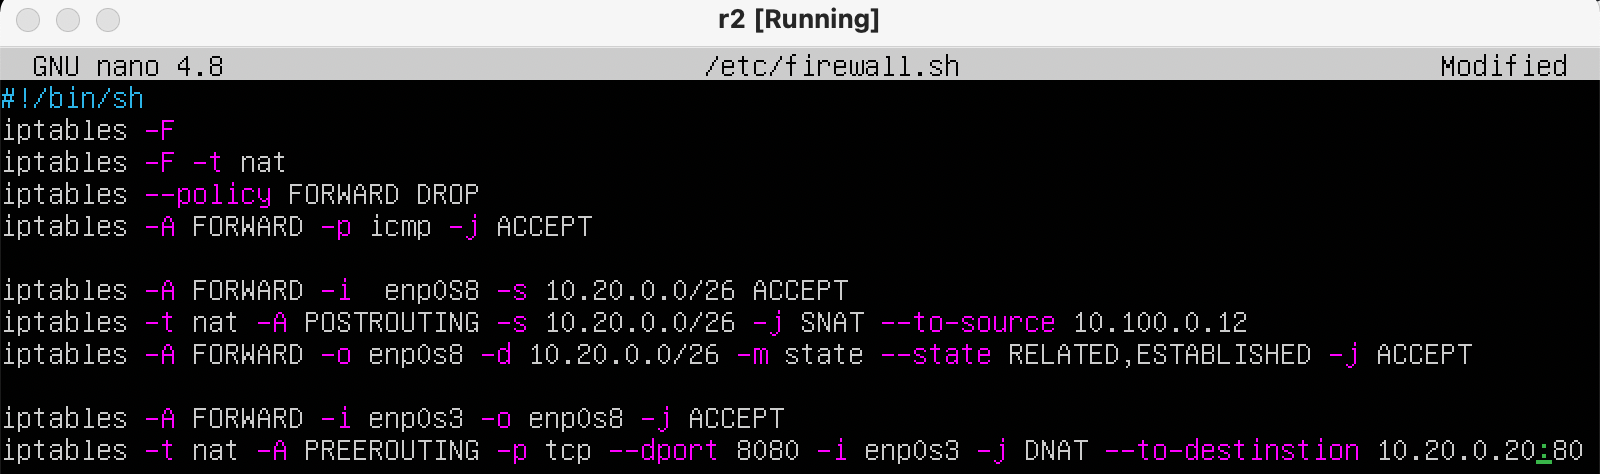 r2 [Running]
GNU nano 4.8 /etc/firewall.sh Modified
#!/bin/sh
iptables -F
iptables -F -t nat
iptables --policy FORWARD DROP
iptables -A FORWARD -p icmp -j ACCEPT
iptables -A FORWARD -i  enp0S8 -s 10.20.0.0/26 ACCEPT
iptables -t nat -A POSTROUTING -s 10.20.0.0/26 -j SNAT --to-source 10.100.0.12
iptables -A FORWARD -o enp0s8 -d 10.20.0.0/26 -m state --state RELATED,ESTABLISHED -j ACCEPT
iptables -A FORWARD -i enp0s3 -o enp0s8 -j ACCEPT
iptables -t nat -A PREEROUTING -p tcp --dport 8080 -i enp0s3 -j DNAT --to-destinstion 10.20.0.20:80